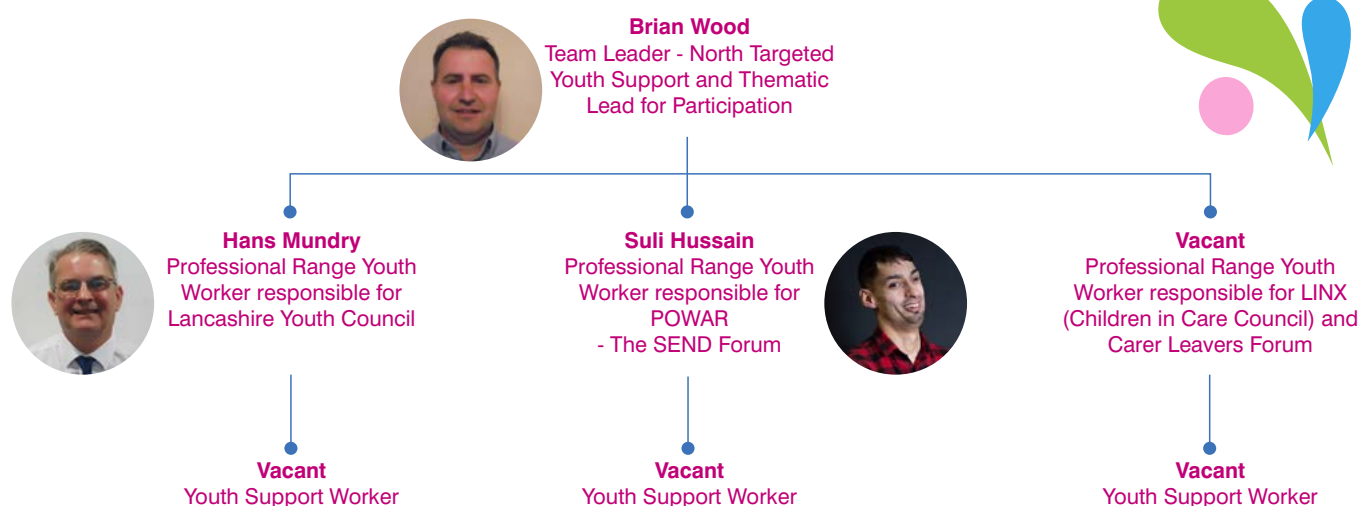 Brian Wood
Team Leader - North Targeted
Youth Support and Thematic
Lead for Participation
Hans Mundry
Professional Range Youth
Worker responsible for
Lancashire Youth Council
Suli Hussain
Professional Range Youth
Worker responsible for
POWAR
- The SEND Forum
Vacant
Professional Range Youth
Worker responsible for LINX
(Children in Care Council) and
Carer Leavers Forum
Vacant
Youth Support Worker
Vacant
Youth Support Worker
Vacant
Youth Support Worker